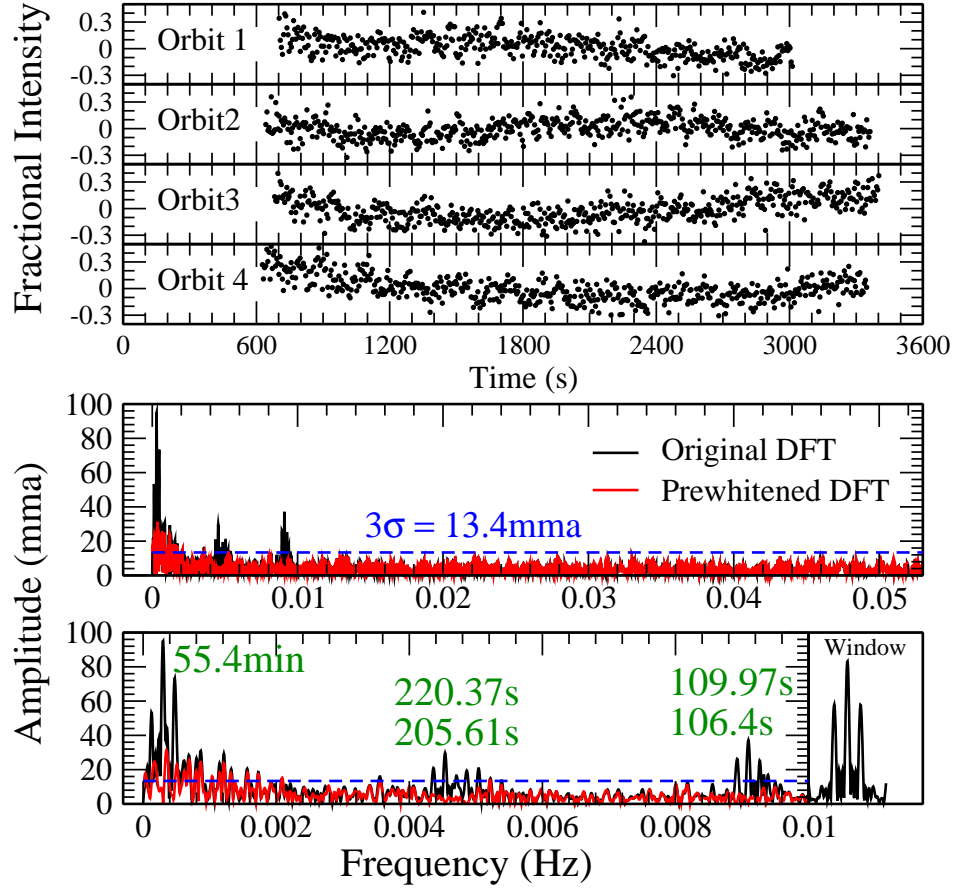 Fractional Intensity
0.3
0
-0.3
Orbit 1
0.3
0
-0.3
Orbit2
0.3
0
-0.3
Orbit3
0.3
0
-0.3
Orbit 4
0 600 1200 1800 2400 3000 3600
Time (s)
Amplitude (mma)
100
80
60
40
20
0
Original DFT
Prewhitened DFT
3σ = 13.4mma
0 0.01 0.02 0.03 0.04 0.05
100
80
60
40
20
0
55.4min
220.37s
205.61s
109.97s
106.4s
Window
0 0.002 0.004 0.006 0.008 0.01
Frequency (Hz)